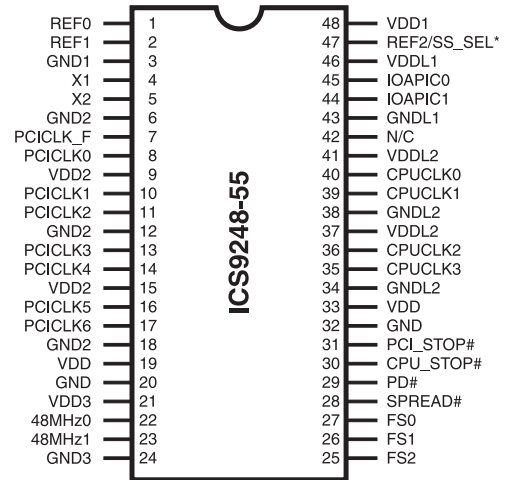 REF0 1 48 VDD1
REF1 2 47 REF2/SS_SEL*
GND1 3 46 VDDL1
X1 4 45 IOAPIC0
X2 5 44 IOAPIC1
GND2 6 43 GNDL1
PCICLK_F 7 42 N/C
PCICLK0 8 41 VDDL2
VDD2 9 40 CPUCLK0
PCICLK1 10 39 CPUCLK1
PCICLK2 11 38 GNDL2
GND2 12 37 VDDL2
PCICLK3 13 36 CPUCLK2
PCICLK4 14 35 CPUCLK3
VDD2 15 34 GNDL2
PCICLK5 16 33 VDD
PCICLK6 17 32 GND
GND2 18 31 PCI_STOP#
VDD 19 30 CPU_STOP#
GND 20 29 PD#
VDD3 21 28 SPREAD#
48MHz0 22 27 FS0
48MHz1 23 26 FS1
GND3 24 25 FS2
ICS9248-55